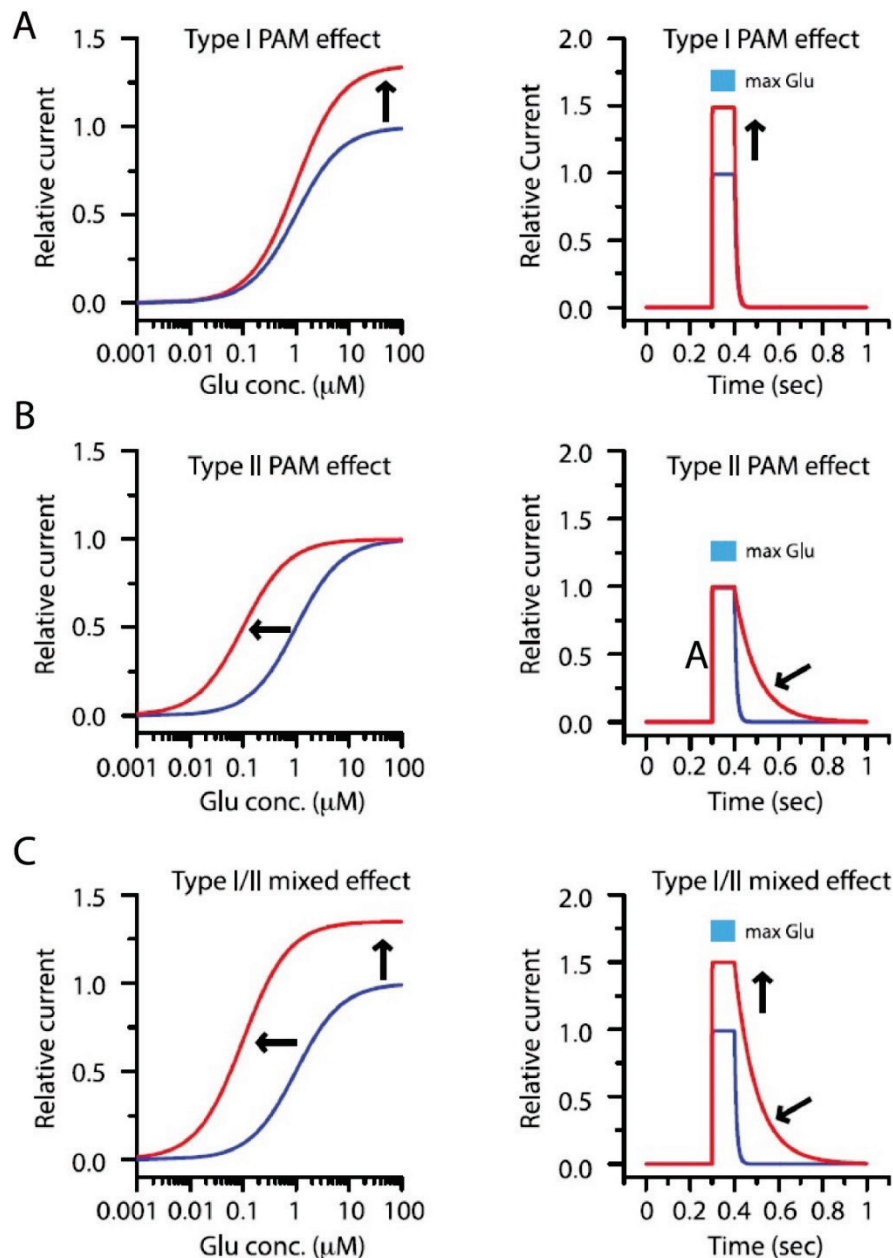 A
Type I PAM effect
Relative current
1.5
1.0
0.5
0.0
0.001 0.01 0.1 1 10 100
Glu conc. (μM)
Type I PAM effect
max Glu
Relative Current
2.0
1.5
1.0
0.5
0.0
0 0.2 0.4 0.6 0.8 1
Time (sec)
B
Type II PAM effect
Relative current
1.5
1.0
0.5
0.0
0.001 0.01 0.1 1 10 100
Glu conc. (μM)
Type II PAM effect
max Glu
Relative current
2.0
1.5
1.0
0.5
0.0
A
0 0.2 0.4 0.6 0.8 1
Time (sec)
C
Type I/II mixed effect
Relative current
1.5
1.0
0.5
0.0
0.001 0.01 0.1 1 10 100
Glu conc. (μM)
Type I/II mixed effect
max Glu
Relative current
2.0
1.5
1.0
0.5
0.0
0 0.2 0.4 0.6 0.8 1
Time (sec)